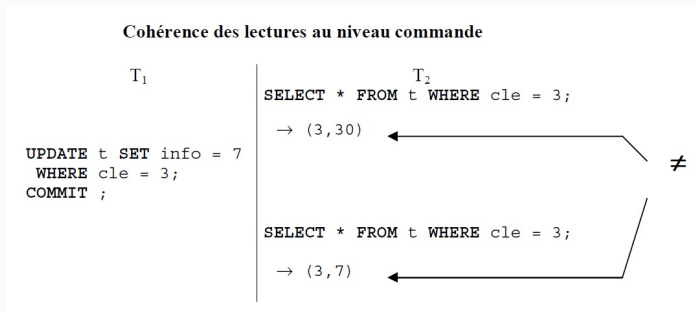 Cohérence des lectures au niveau commande
T1
T2
SELECT * FROM t WHERE cle = 3;
→ (3,30)
UPDATE t SET info = 7
WHERE cle = 3;
COMMIT ;
≠
SELECT * FROM t WHERE cle = 3;
→ (3,7)